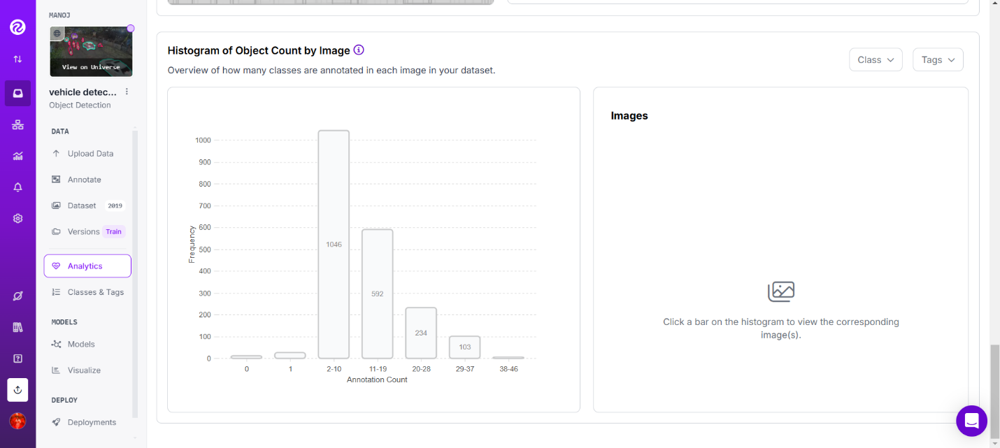 MANOJ
View on Universe
vehicle detec...
Object Detection
DATA
Upload Data
Annotate
Dataset 2019
Versions Train
Analytics
Classes & Tags
MODELS
Models
Visualize
DEPLOY
Deployments
Histogram of Object Count by Image
Overview of how many classes are annotated in each image in your dataset.
Class
Tags
Frequency
1000
900
800
700
600
500
400
300
200
100
0
1046
592
234
103
0 1 2-10 11-19 20-28 29-37 38-46
Annotation Count
Images
Click a bar on the histogram to view the corresponding
image(s).